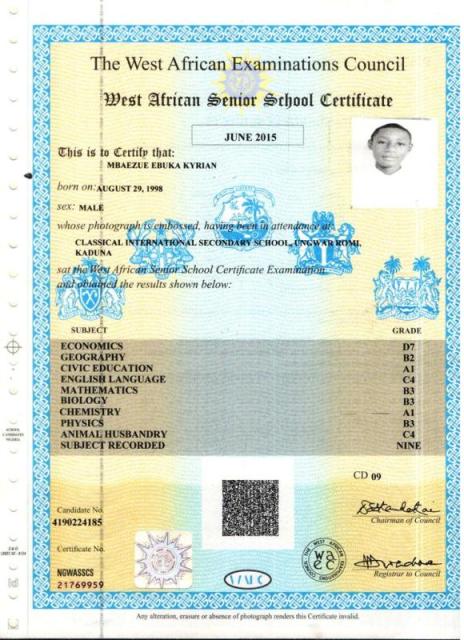 The West African Examinations Council
West African Senior School Certificate
JUNE 2015
This is to Certify that:
MBAEZUE EBUKA KYRIAN
born on: AUGUST 29, 1998
sex: MALE
whose photograph is embossed, having been in attendance at:
CLASSICAL INTERNATIONAL SECONDARY SCHOOL, UNGWAR ROMI,
KADUNA
sat the West African Senior School Certificate Examination
and obtained the results shown below:
SUBJECT GRADE
ECONOMICS D7
GEOGRAPHY B2
CIVIC EDUCATION A1
ENGLISH LANGUAGE C4
MATHEMATICS B3
BIOLOGY B3
CHEMISTRY A1
PHYSICS B3
ANIMAL HUSBANDRY C4
SUBJECT RECORDED NINE
CD 09
Candidate No.
4190224185
Chairman of Council
Certificate No.
NGWASSCS
21769959
waec
Registrar to Council
Any alteration, erasure or absence of photograph renders this Certificate invalid.